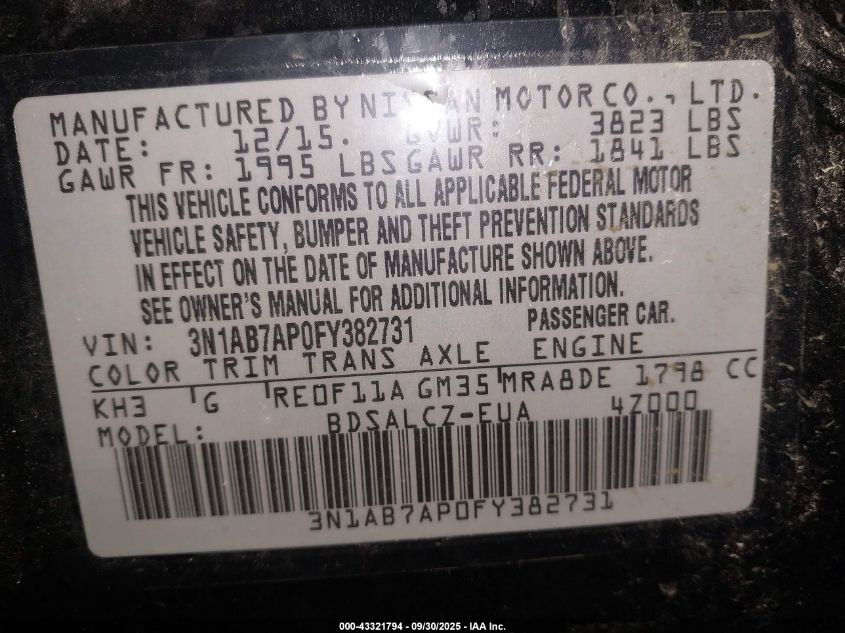 MANUFACTURED BY NISSAN MOTOR CO., LTD.
DATE: 12/15. GVWR: 3823 LBS
GAWR FR: 1995 LBS GAWR RR: 1841 LBS
THIS VEHICLE CONFORMS TO ALL APPLICABLE FEDERAL MOTOR
VEHICLE SAFETY, BUMPER AND THEFT PREVENTION STANDARDS
IN EFFECT ON THE DATE OF MANUFACTURE SHOWN ABOVE.
SEE OWNER'S MANUAL FOR ADDITIONAL INFORMATION.
VIN: 3N1AB7AP0FY382731 PASSENGER CAR.
COLOR TRIM TRANS AXLE ENGINE
KH3 G RE0F11A GM35 MRA8DE 1798 CC
MODEL: BDSALCZ-EUA 4Z000
3N1AB7AP0FY382731
000-43321794 - 09/30/2025 - IAA Inc.